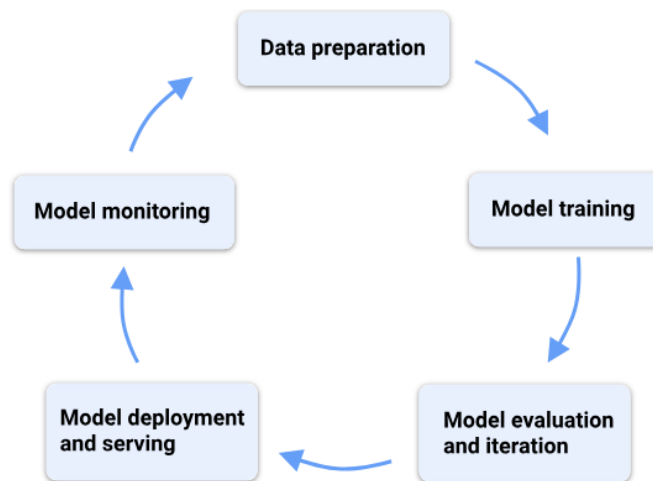 Data preparation
Model training
Model evaluation
and iteration
Model deployment
and serving
Model monitoring